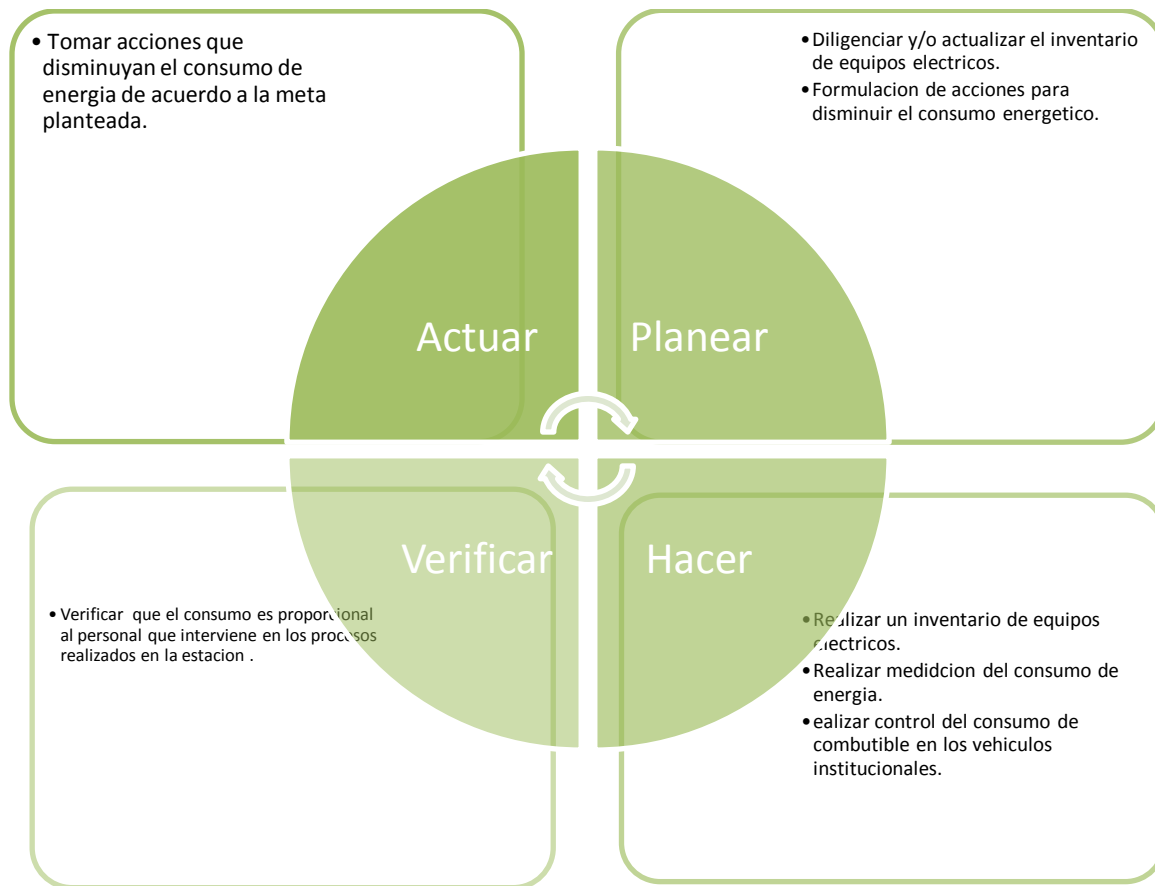 • Tomar acciones que
disminuyan el consumo de
energia de acuerdo a la meta
planteada.
•Diligenciar y/o actualizar el inventario
de equipos electricos.
•Formulacion de acciones para
disminuir el consumo energetico.
Actuar
Planear
Verificar
Hacer
• Verificar que el consumo es proporcional
al personal que interviene en los procesos
realizados en la estacion .
•Realizar un inventario de equipos
electricos.
•Realizar medidcion del consumo de
energia.
•ealizar control del consumo de
combutible en los vehiculos
institucionales.